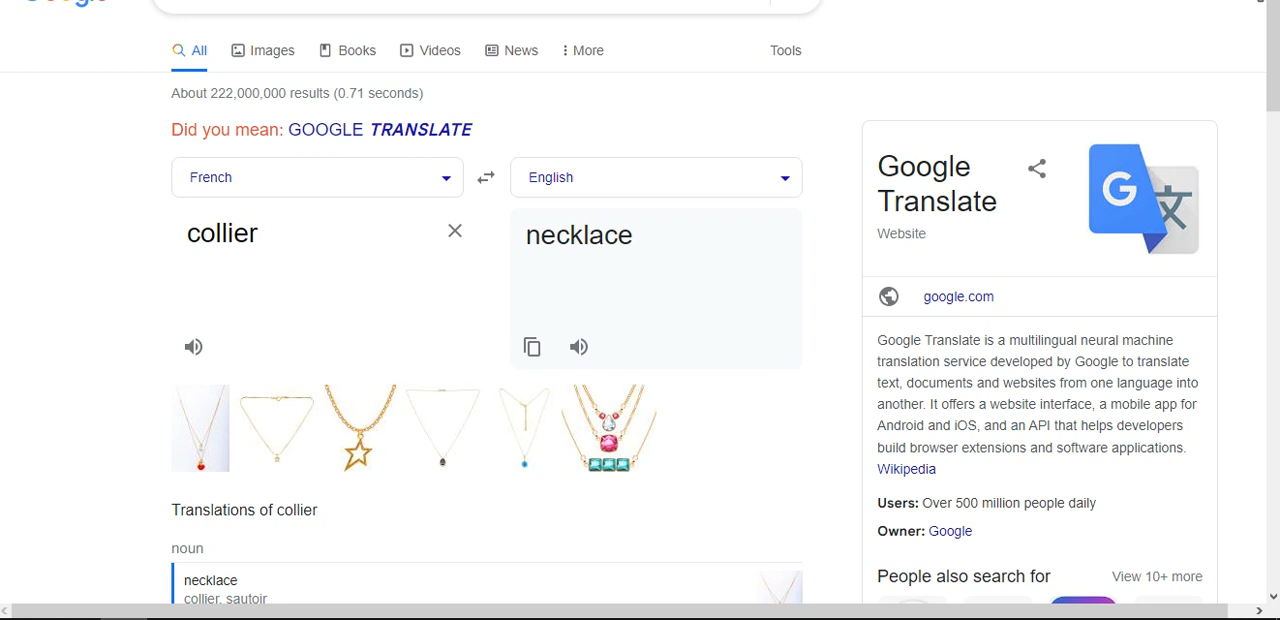 All Images Books Videos News More Tools
About 222,000,000 results (0.71 seconds)
Did you mean: GOOGLE TRANSLATE
French English
collier necklace
Translations of collier
noun
necklace
collier, sautoir
Google
Translate
Website
G 文
google.com
Google Translate is a multilingual neural machine
translation service developed by Google to translate
text, documents and websites from one language into
another. It offers a website interface, a mobile app for
Android and iOS, and an API that helps developers
build browser extensions and software applications.
Wikipedia
Users: Over 500 million people daily
Owner: Google
People also search for View 10+ more